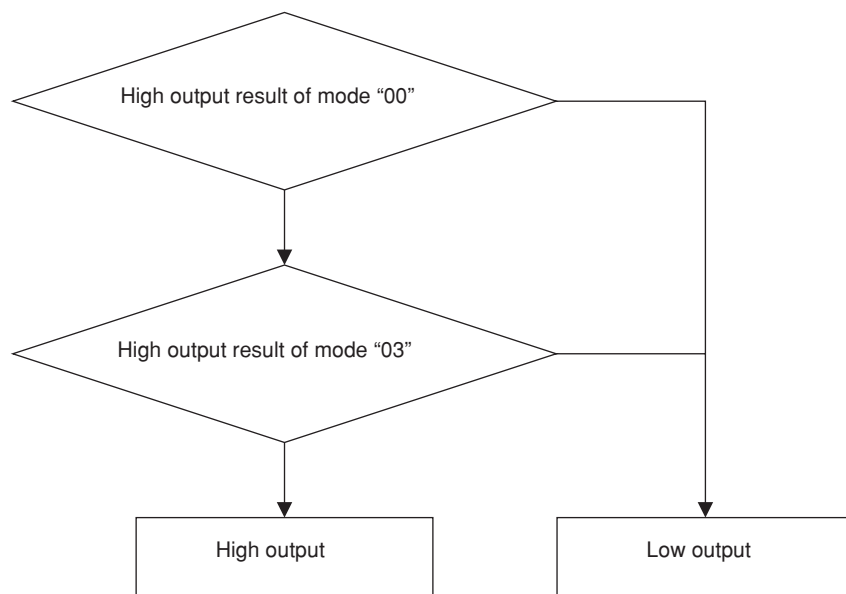 High output result of mode “00”
High output result of mode “03”
High output
Low output